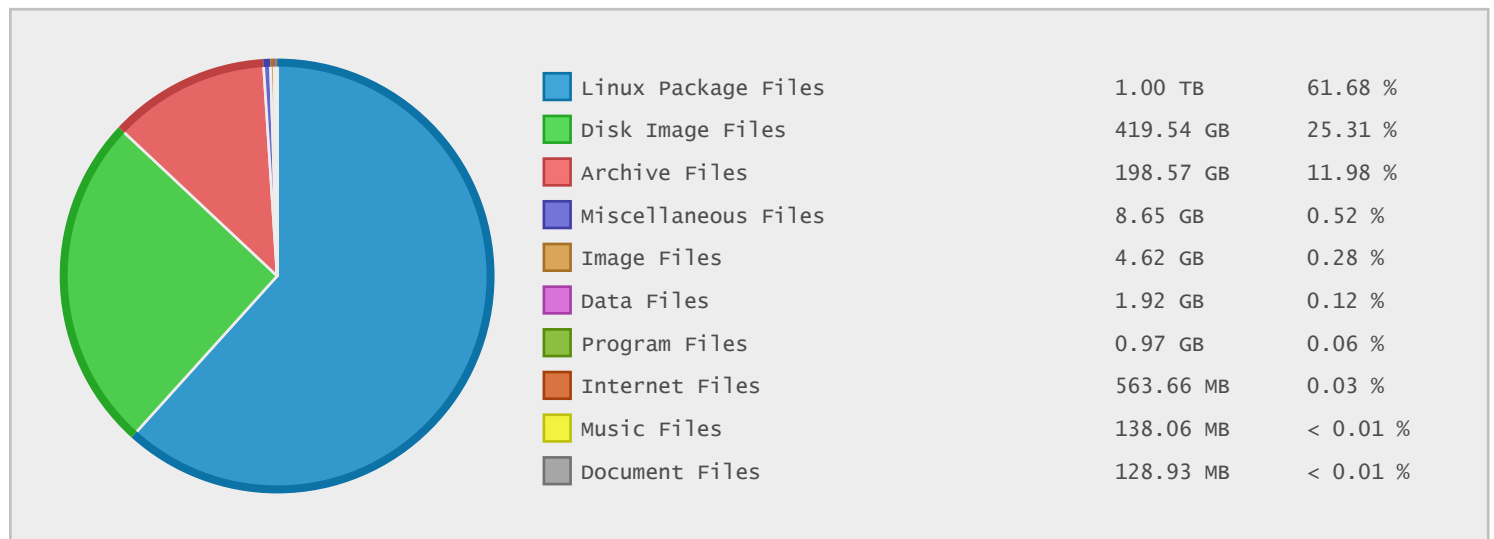 Linux Package Files 1.00 TB 61.68 %
Disk Image Files 419.54 GB 25.31 %
Archive Files 198.57 GB 11.98 %
Miscellaneous Files 8.65 GB 0.52 %
Image Files 4.62 GB 0.28 %
Data Files 1.92 GB 0.12 %
Program Files 0.97 GB 0.06 %
Internet Files 563.66 MB 0.03 %
Music Files 138.06 MB < 0.01 %
Document Files 128.93 MB < 0.01 %